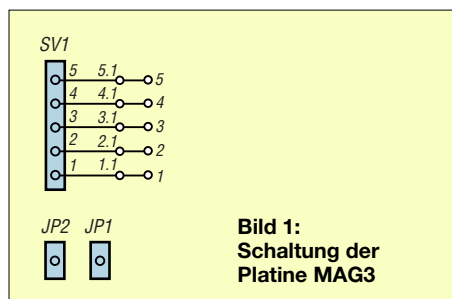 SV1
5 5.1 5
4 4.1 4
3 3.1 3
2 2.1 2
1 1.1 1
JP2 JP1
Bild 1:
Schaltung der
Platine MAG3